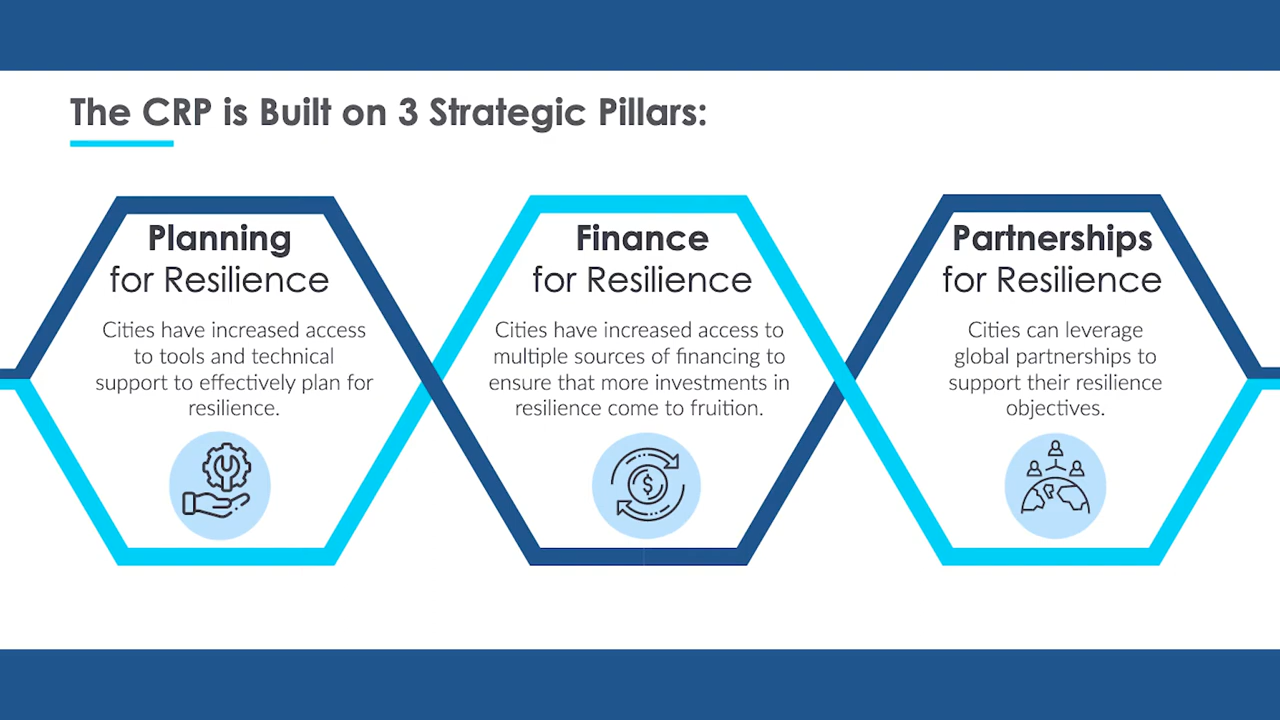 The CRP is Built on 3 Strategic Pillars:
Planning
for Resilience
Cities have increased access
to tools and technical
support to effectively plan for
resilience.
Finance
for Resilience
Cities have increased access to
multiple sources of financing to
ensure that more investments in
resilience come to fruition.
$
Partnerships
for Resilience
Cities can leverage
global partnerships to
support their resilience
objectives.